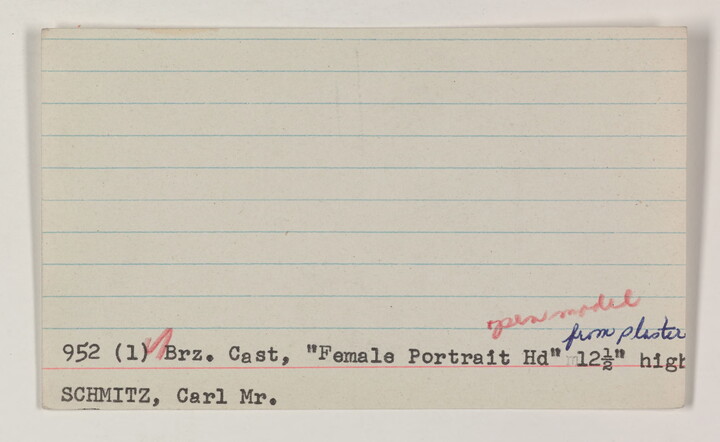 open model
from plaster
952 (1) Brz. Cast, "Female Portrait Hd" 12½" high
SCHMITZ, Carl Mr.